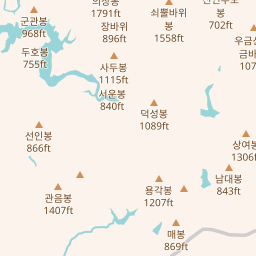 1791ft
군관봉
968ft
장바위
896ft
쇠뿔바위
봉
1558ft
봉
702ft
두호봉
755ft
사두봉
1115ft
서운봉
840ft
덕성봉
1089ft
선인봉
866ft
상여봉
1306ft
남대봉
843ft
관음봉
1407ft
용각봉
1207ft
매봉
869ft